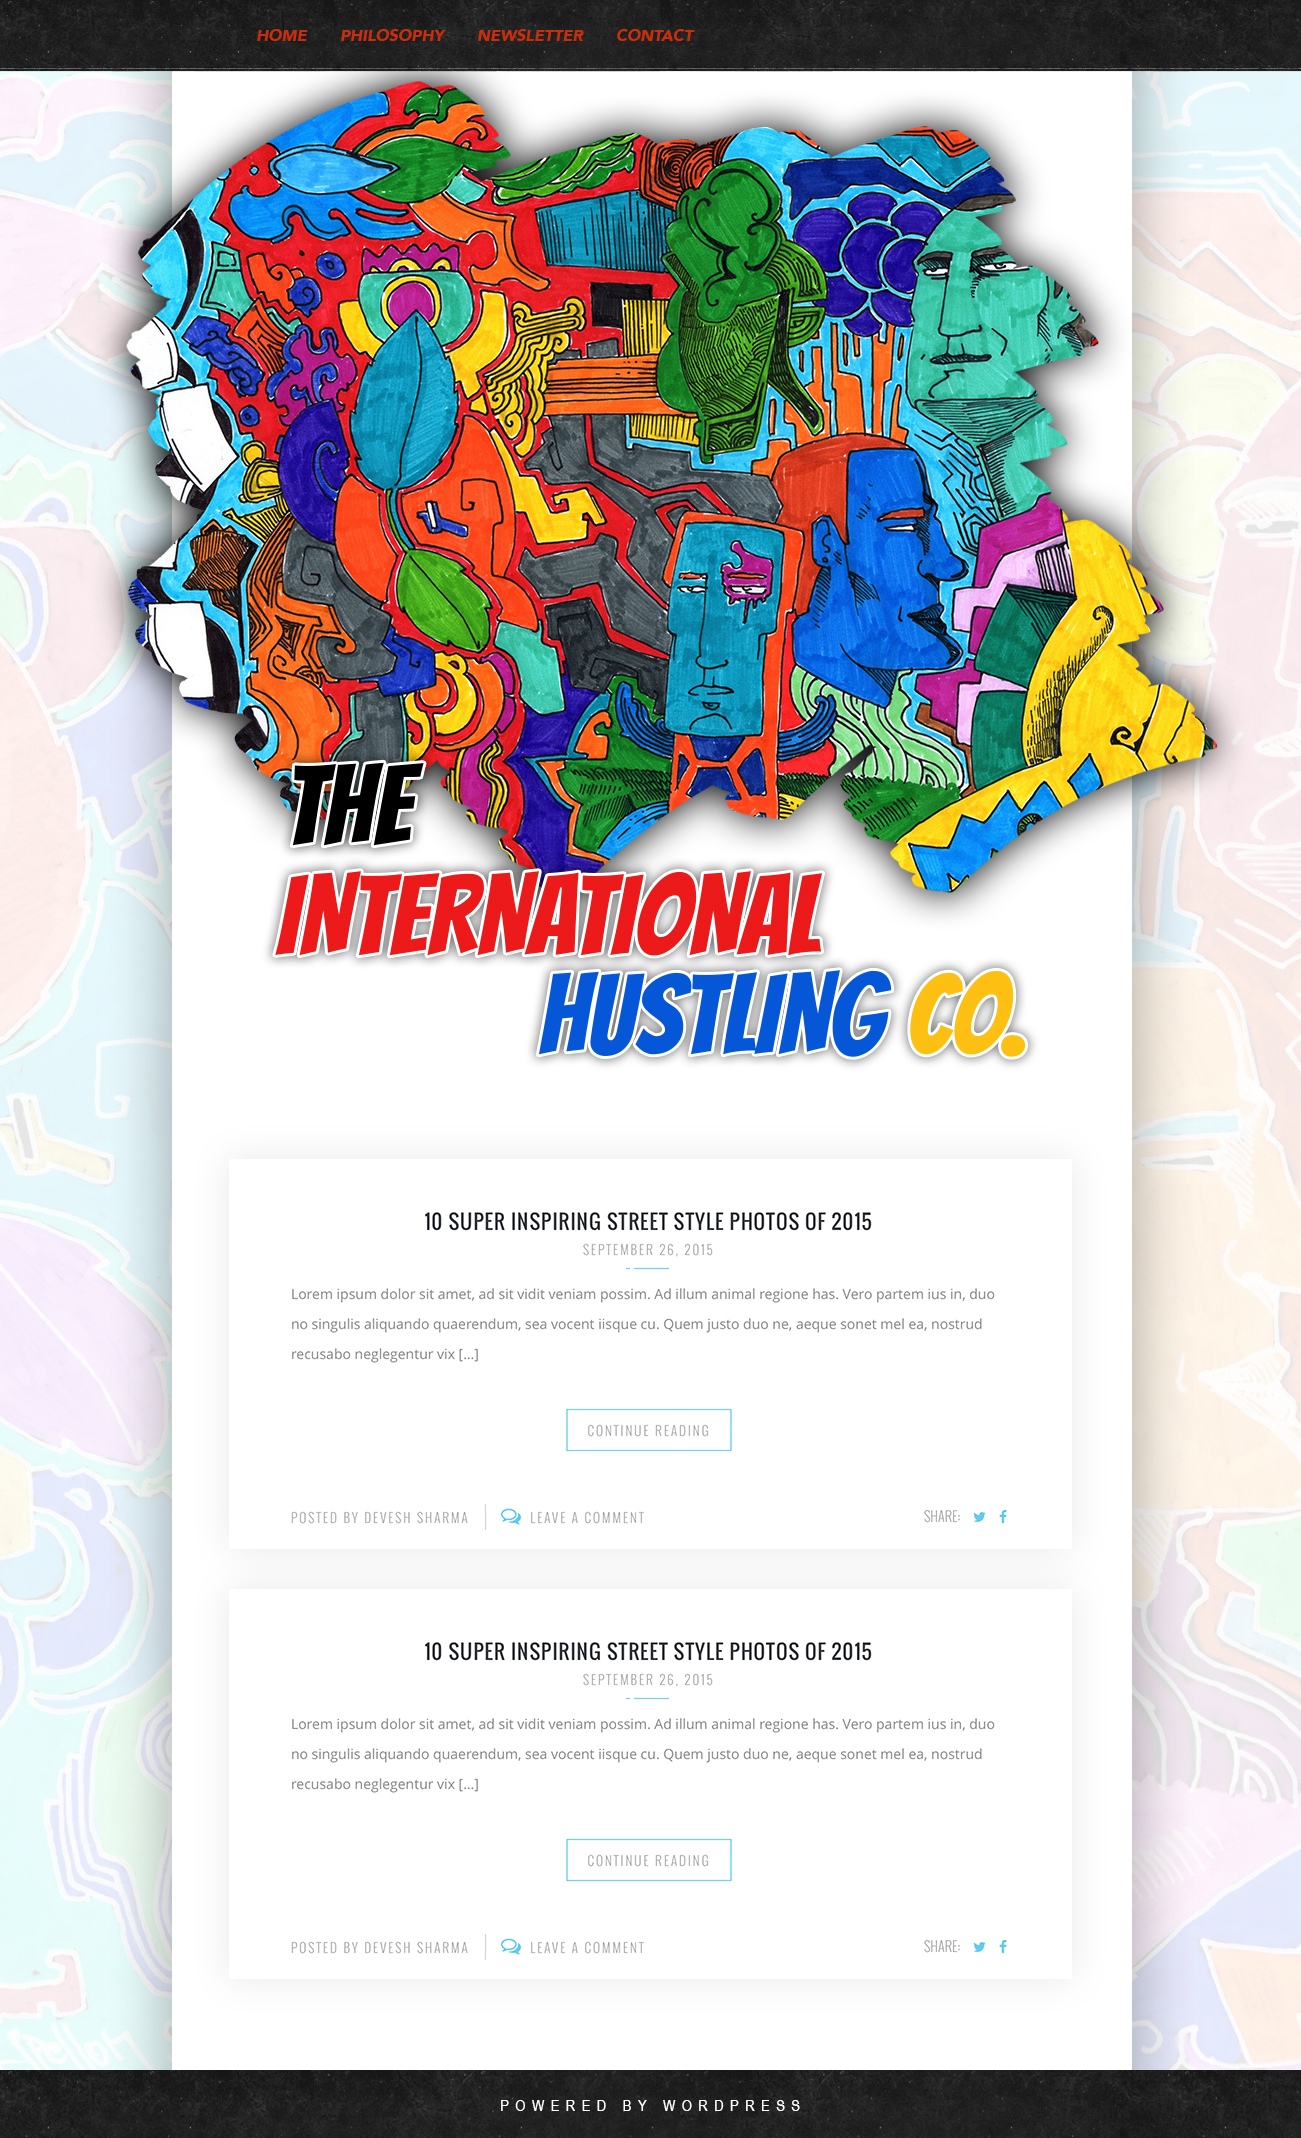 HOME PHILOSOPHY NEWSLETTER CONTACT
THE
INTERNATIONAL
HUSTLING CO.
10 SUPER INSPIRING STREET STYLE PHOTOS OF 2015
SEPTEMBER 26, 2015
Lorem ipsum dolor sit amet, ad sit vidit veniam possim. Ad illum animal regione has. Vero partem ius in, duo
no singulis aliquando quaerendum, sea vocent iisque cu. Quem justo duo ne, aeque sonet mel ea, nostrud
recusabo neglegentur vix [...]
CONTINUE READING
POSTED BY DEVESH SHARMA LEAVE A COMMENT SHARE:
10 SUPER INSPIRING STREET STYLE PHOTOS OF 2015
SEPTEMBER 26, 2015
Lorem ipsum dolor sit amet, ad sit vidit veniam possim. Ad illum animal regione has. Vero partem ius in, duo
no singulis aliquando quaerendum, sea vocent iisque cu. Quem justo duo ne, aeque sonet mel ea, nostrud
recusabo neglegentur vix [...]
CONTINUE READING
POSTED BY DEVESH SHARMA LEAVE A COMMENT SHARE:
POWERED BY WORDPRESS